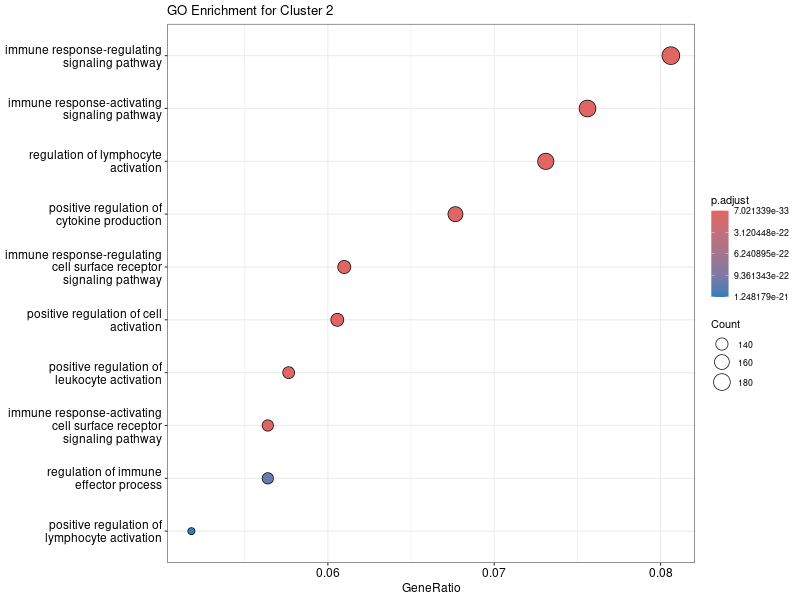 GO Enrichment for Cluster 2
immune response-regulating
signaling pathway
immune response-activating
signaling pathway
regulation of lymphocyte
activation
positive regulation of
cytokine production
immune response-regulating
cell surface receptor
signaling pathway
positive regulation of cell
activation
positive regulation of
leukocyte activation
immune response-activating
cell surface receptor
signaling pathway
regulation of immune
effector process
positive regulation of
lymphocyte activation
0.06
0.07
0.08
GeneRatio
p.adjust
7.021339e-33
3.120448e-22
6.240895e-22
9.361343e-22
1.248179e-21
Count
140
160
180